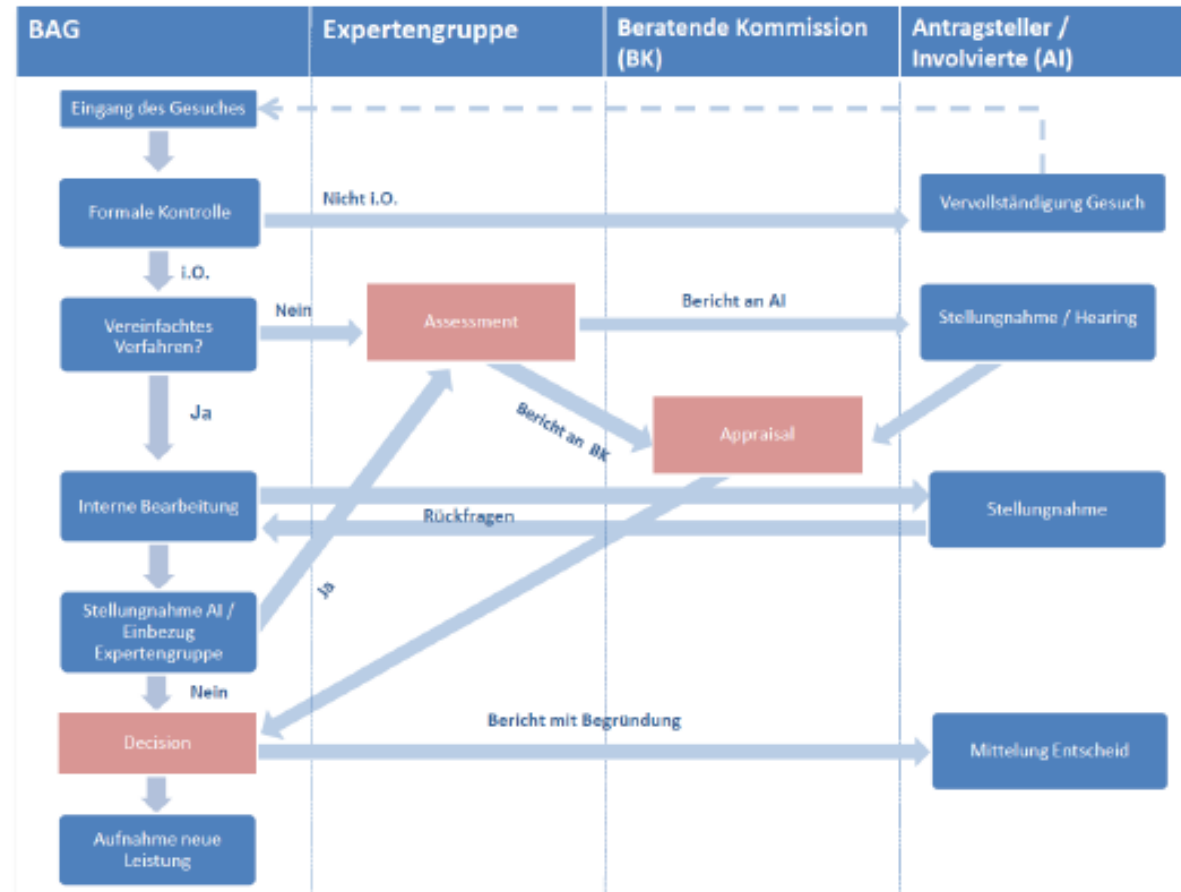 BAG
Expertengruppe
Beratende Kommission
(BK)
Antragsteller /
Involvierte (AI)
Eingang des Gesuches
Formale Kontrolle
Nicht i.O.
Vervollständigung Gesuch
i.O.
Vereinfachtes
Verfahren?
Nein
Assessment
Bericht an AI
Stellungnahme / Hearing
Ja
Bericht an BK
Appraisal
Interne Bearbeitung
Rückfragen
Stellungnahme
Ja
Stellungnahme AI /
Einbezug
Expertengruppe
Nein
Decision
Bericht mit Begründung
Mittelung Entscheid
Aufnahme neue
Leistung